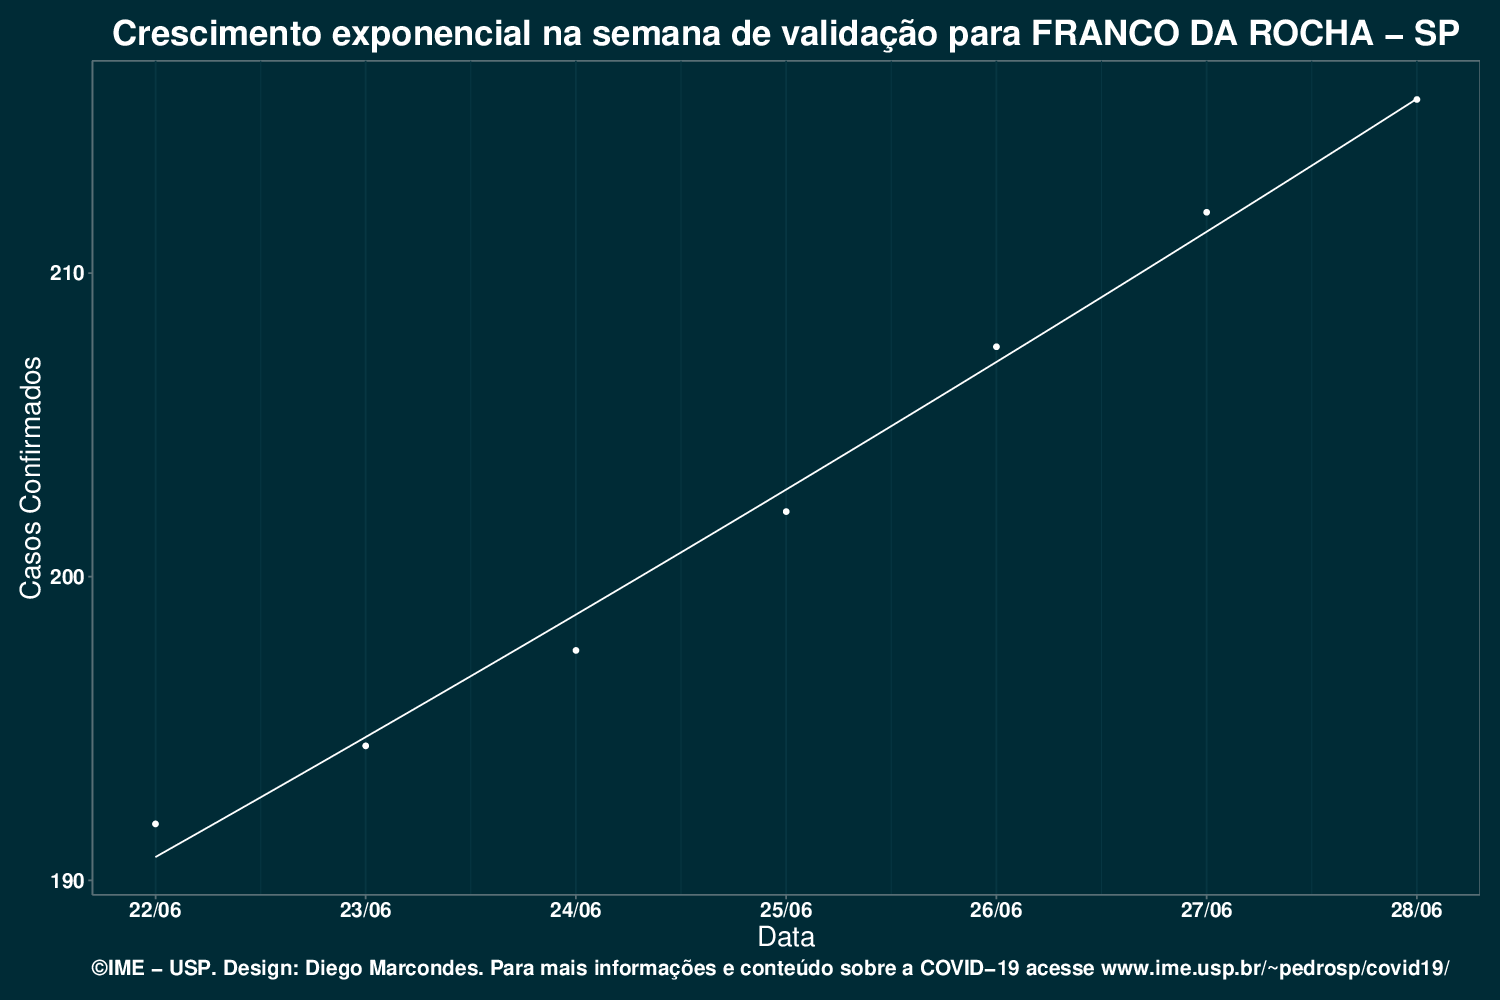 Crescimento exponencial na semana de validação para FRANCO DA ROCHA – SP
Casos Confirmados
210
200
190
22/06 23/06 24/06 25/06 26/06 27/06 28/06
Data
©IME – USP. Design: Diego Marcondes. Para mais informações e conteúdo sobre a COVID–19 acesse www.ime.usp.br/~pedrosp/covid19/